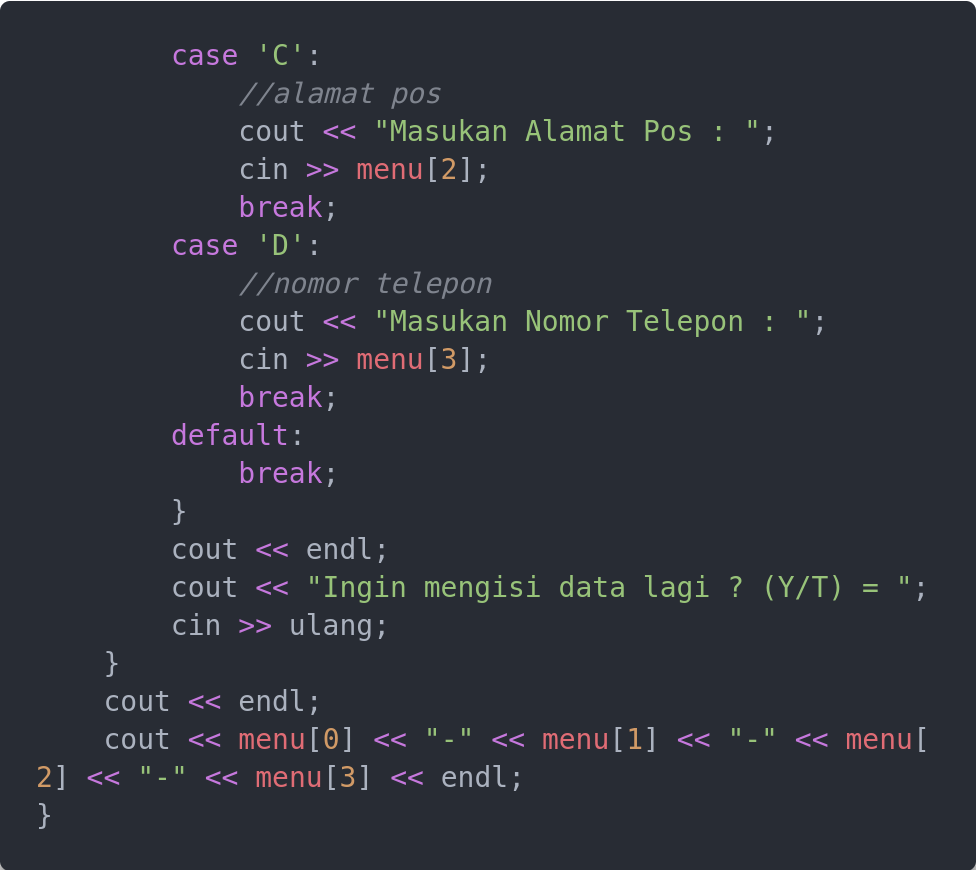 case 'C':
            //alamat pos
            cout << "Masukan Alamat Pos : ";
            cin >> menu[2];
            break;
        case 'D':
            //nomor telepon
            cout << "Masukan Nomor Telepon : ";
            cin >> menu[3];
            break;
        default:
            break;
        }
        cout << endl;
        cout << "Ingin mengisi data lagi ? (Y/T) = ";
        cin >> ulang;
    }
    cout << endl;
    cout << menu[0] << "-" << menu[1] << "-" << menu[
2] << "-" << menu[3] << endl;
}